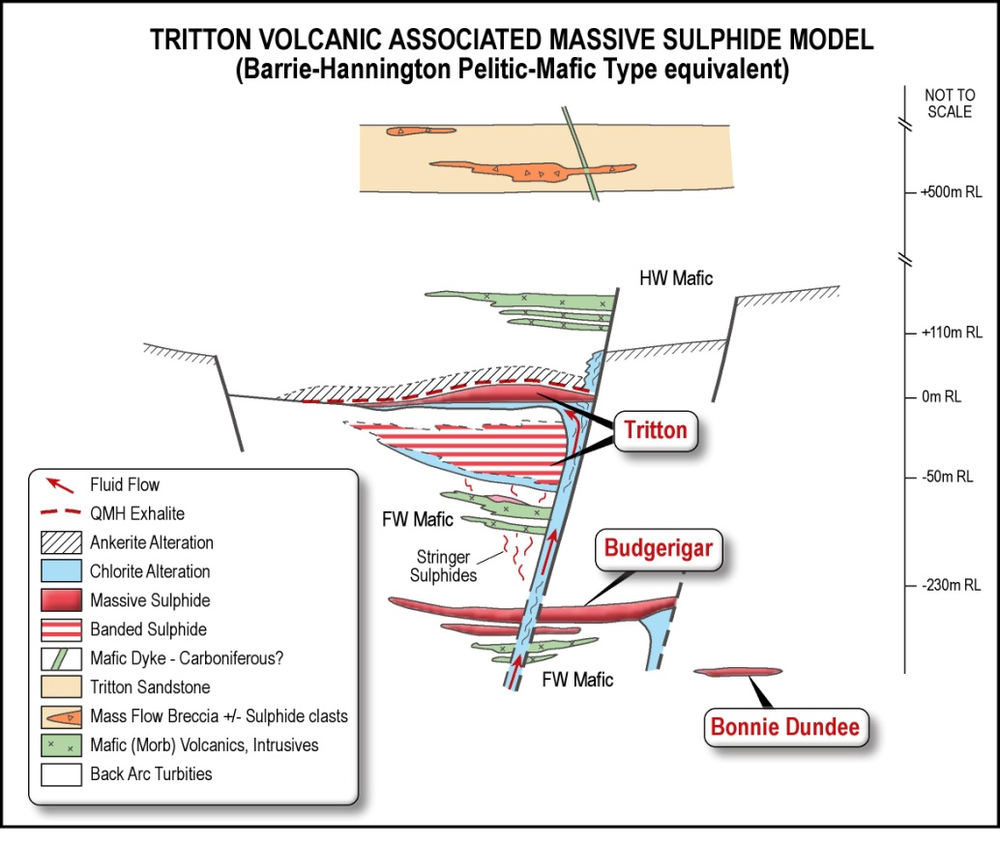 TRITTON VOLCANIC ASSOCIATED MASSIVE SULPHIDE MODEL
(Barrie-Hannington Pelitic-Mafic Type equivalent)
NOT TO
SCALE
+500m RL
HW Mafic
+110m RL
0m RL
Tritton
-50m RL
FW Mafic
Stringer
Sulphides
Budgerigar
-230m RL
FW Mafic
Bonnie Dundee
Fluid Flow
QMH Exhalite
Ankerite Alteration
Chlorite Alteration
Massive Sulphide
Banded Sulphide
Mafic Dyke - Carboniferous?
Tritton Sandstone
Mass Flow Breccia +/- Sulphide clasts
Mafic (Morb) Volcanics, Intrusives
Back Arc Turbities